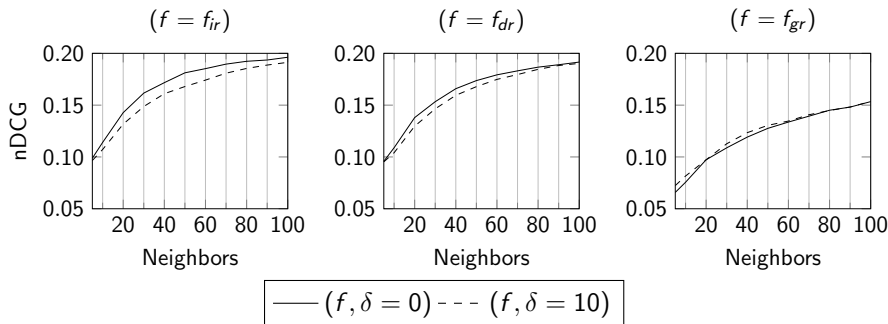 (f = f_ir) (f = f_dr) (f = f_gr)
nDCG
0.20 0.20 0.20
0.15 0.15 0.15
0.10 0.10 0.10
0.05 0.05 0.05
20 40 60 80 100 20 40 60 80 100 20 40 60 80 100
Neighbors Neighbors Neighbors
(f, δ = 0) (f, δ = 10)